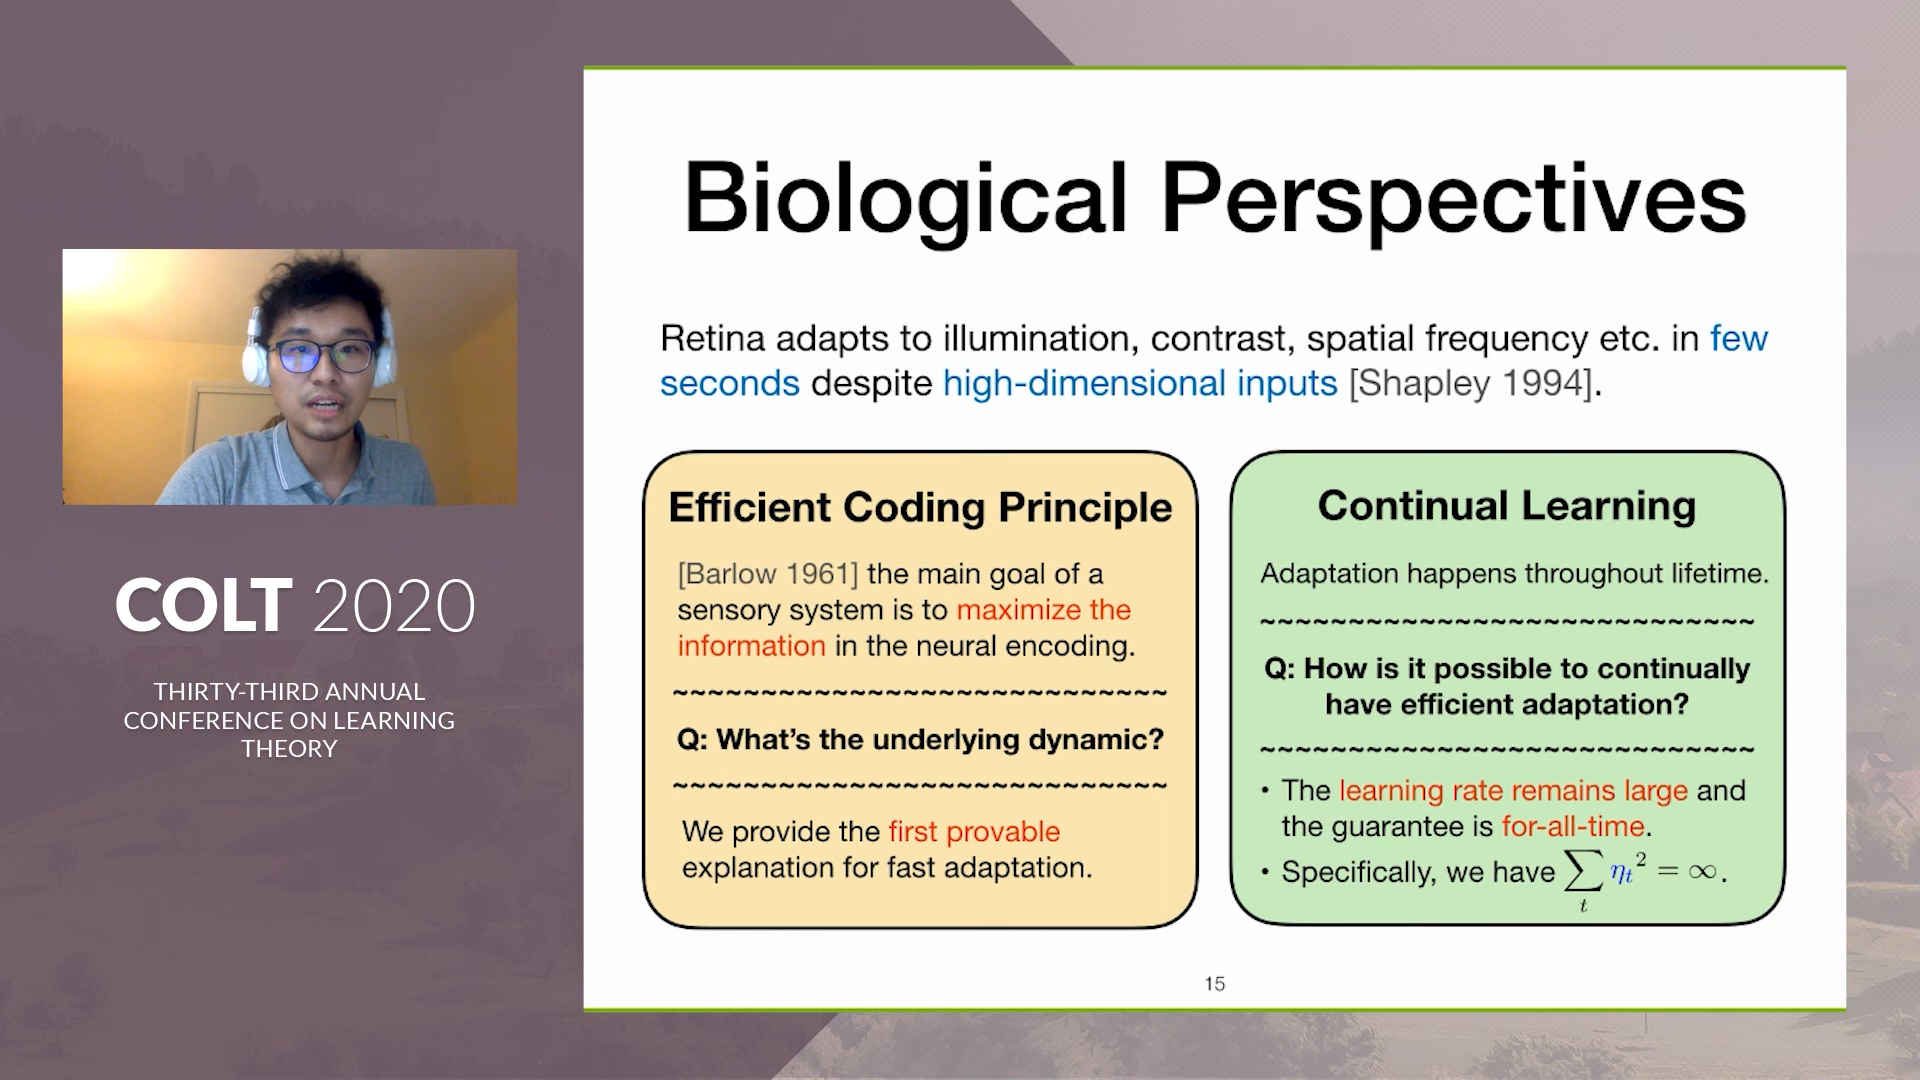 COLT 2020
THIRTY-THIRD ANNUAL
CONFERENCE ON LEARNING
THEORY
Biological Perspectives
Retina adapts to illumination, contrast, spatial frequency etc. in few
seconds despite high-dimensional inputs [Shapley 1994].
Efficient Coding Principle
[Barlow 1961] the main goal of a
sensory system is to maximize the
information in the neural encoding.
~~~~~~~~~~~~~~~~~~~~~~~~~~~~
Q: What's the underlying dynamic?
~~~~~~~~~~~~~~~~~~~~~~~~~~~~
We provide the first provable
explanation for fast adaptation.
Continual Learning
Adaptation happens throughout lifetime.
~~~~~~~~~~~~~~~~~~~~~~~~~~~~
Q: How is it possible to continually
have efficient adaptation?
~~~~~~~~~~~~~~~~~~~~~~~~~~~~
• The learning rate remains large and
the guarantee is for-all-time.
• Specifically, we have ∑_t η_t² = ∞.
15